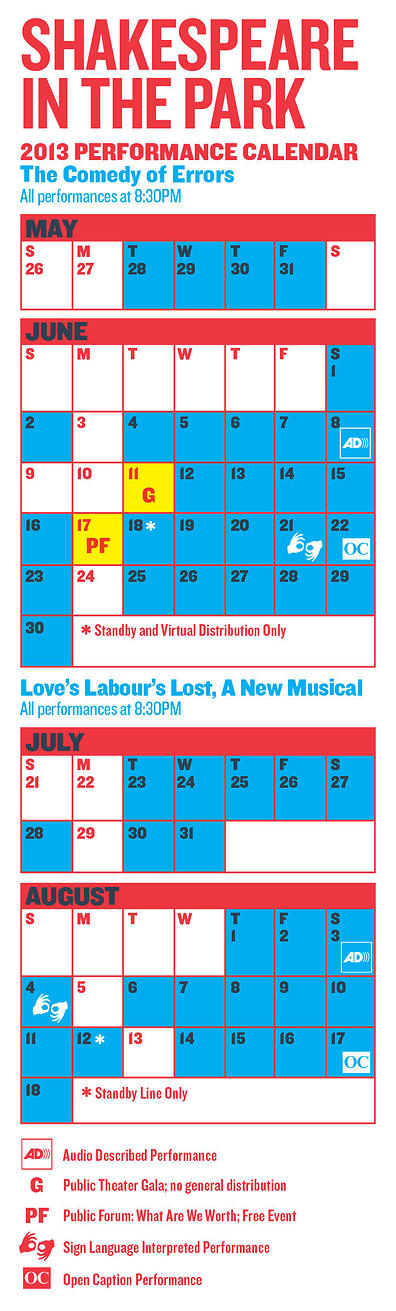 SHAKESPEARE
IN THE PARK
2013 PERFORMANCE CALENDAR
The Comedy of Errors
All performances at 8:30PM
MAY
S M T W T F S
26 27 28 29 30 31
JUNE
S M T W T F S
1
2 3 4 5 6 7 8
AD
9 10 11 12 13 14 15
G
16 17 18* 19 20 21 22
PF OC
23 24 25 26 27 28 29
30 * Standby and Virtual Distribution Only
Love's Labour's Lost, A New Musical
All performances at 8:30PM
JULY
S M T W T F S
21 22 23 24 25 26 27
28 29 30 31
AUGUST
S M T W T F S
1 2 3
AD
4 5 6 7 8 9 10
11 12* 13 14 15 16 17
OC
18 * Standby Line Only
AD Audio Described Performance
G Public Theater Gala; no general distribution
PF Public Forum: What Are We Worth; Free Event
Sign Language Interpreted Performance
OC Open Caption Performance